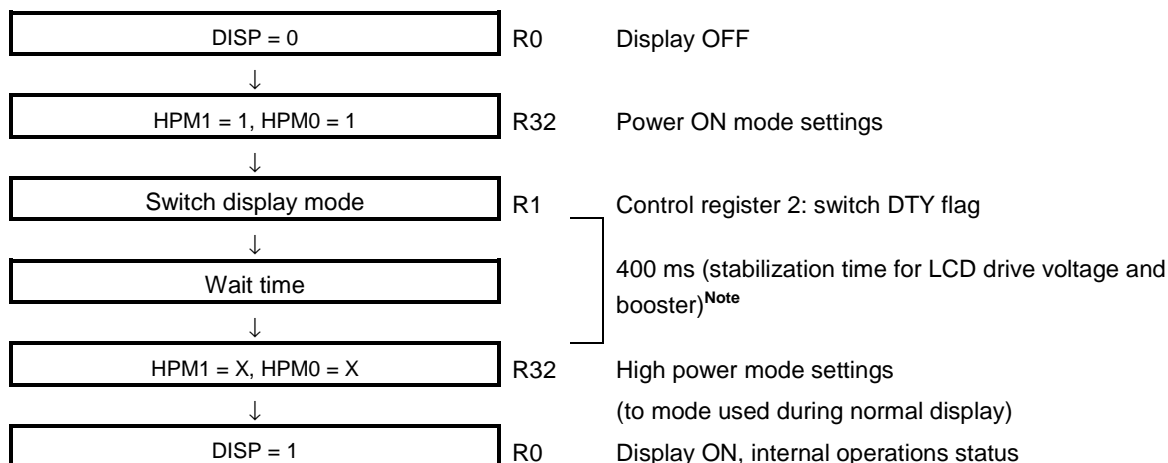 DISP = 0 R0 Display OFF
↓
HPM1 = 1, HPM0 = 1 R32 Power ON mode settings
↓
Switch display mode R1 Control register 2: switch DTY flag
↓
400 ms (stabilization time for LCD drive voltage and
Wait time
booster)Note
↓
HPM1 = X, HPM0 = X R32 High power mode settings
↓ (to mode used during normal display)
DISP = 1 R0 Display ON, internal operations status